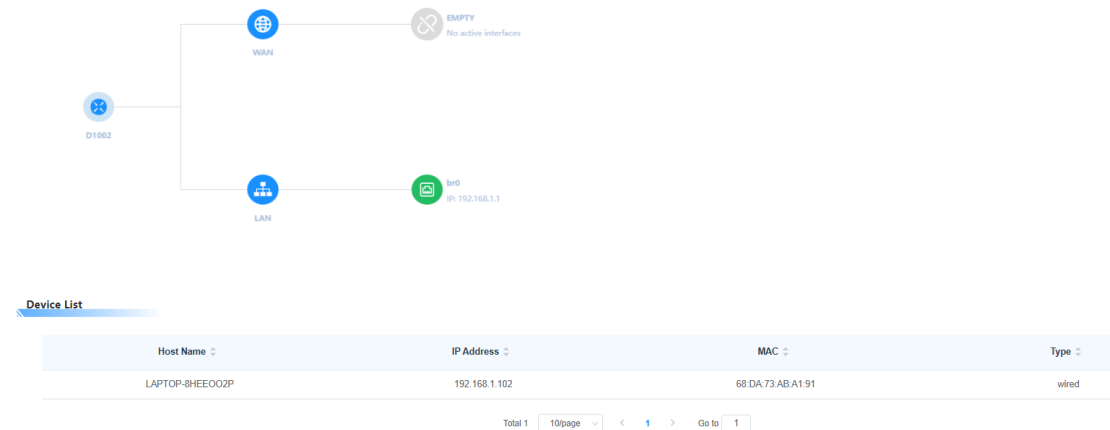 EMPTY
No active interfaces
WAN
D1002
br0
IP: 192.168.1.1
LAN
Device List
Host Name IP Address MAC Type
LAPTOP-8HEEOO2P 192.168.1.102 68:DA:73:AB:A1:91 wired
Total 1 10/page 1 Go to 1